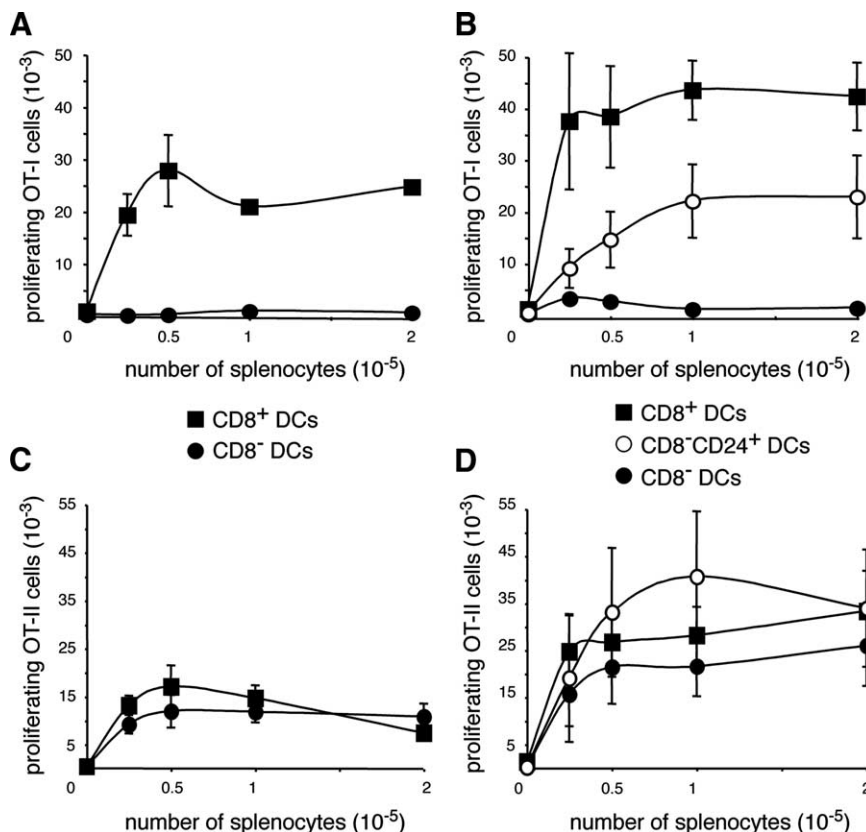 A
proliferating OT-I cells (10⁻³)
50
40
30
20
10
0
0.5
1
2
number of splenocytes (10⁻⁵)
B
proliferating OT-I cells (10⁻³)
50
40
30
20
10
0
0.5
1
2
number of splenocytes (10⁻⁵)
CD8⁺ DCs
CD8⁻ DCs
CD8⁺ DCs
CD8⁻CD24⁺ DCs
CD8⁻ DCs
C
proliferating OT-II cells (10⁻³)
55
45
35
25
15
5
0
0.5
1
2
number of splenocytes (10⁻⁵)
D
proliferating OT-II cells (10⁻³)
55
45
35
25
15
5
0
0.5
1
2
number of splenocytes (10⁻⁵)